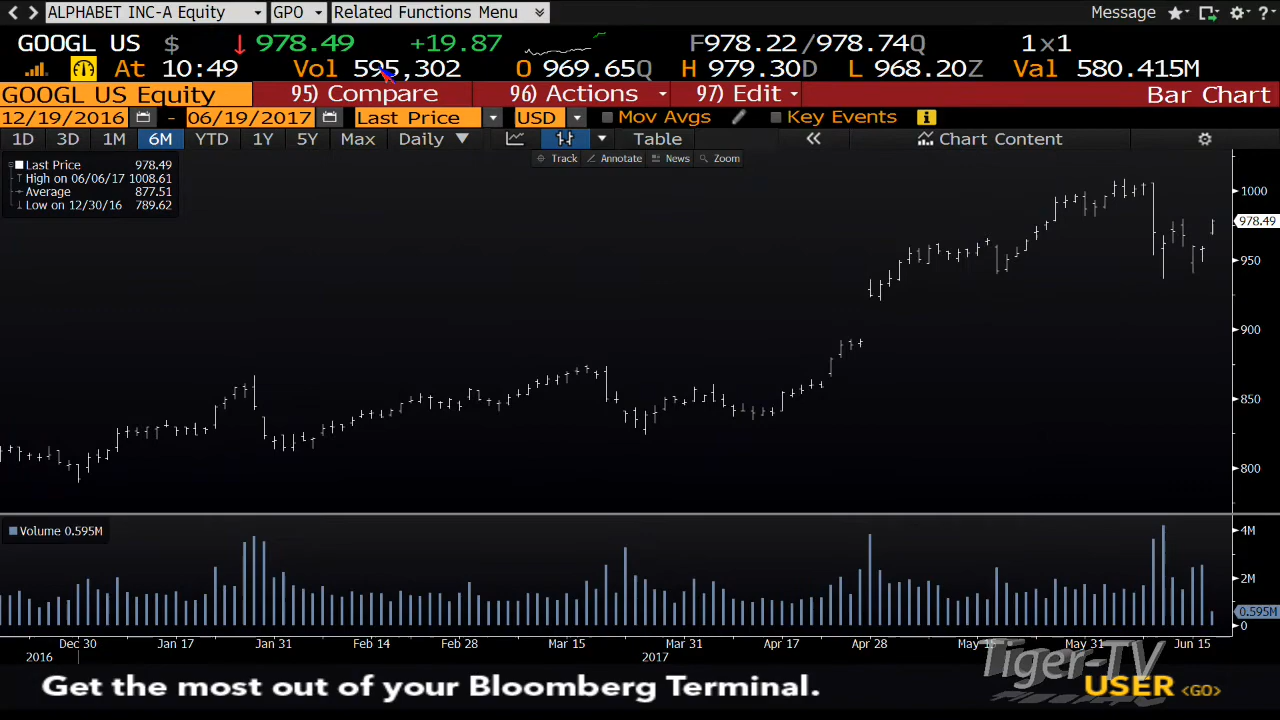 ALPHABET INC-A Equity GPO Related Functions Menu Message ?
GOOGL US $ ↓ 978.49 +19.87 F978.22 /978.74Q 1x1
At 10:49 Vol 595,302 O 969.65Q H 979.30D L 968.20Z Val 580.415M
GOOGL US Equity 95) Compare 96) Actions 97) Edit Bar Chart
12/19/2016 - 06/19/2017 Last Price USD Mov Avgs Key Events i
1D 3D 1M 6M YTD 1Y 5Y Max Daily ▼ Table « Chart Content
Track Annotate News Zoom
Last Price 978.49
High on 06/06/17 1008.61
Average 877.51
Low on 12/30/16 789.62
1000
978.49
950
900
850
800
Volume 0.595M
4M
2M
0.595M
0
Dec 30 Jan 17 Jan 31 Feb 14 Feb 28 Mar 15 Mar 31 Apr 17 Apr 28 May 15 May 31 Jun 15
2016 2017
Tiger-TV
Get the most out of your Bloomberg Terminal. USER <GO>